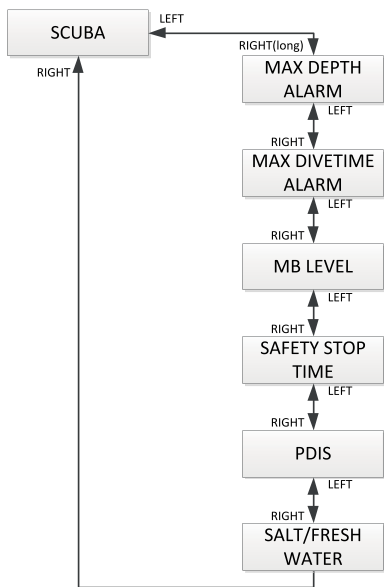 SCUBA
LEFT
RIGHT(long)
RIGHT
MAX DEPTH
ALARM
LEFT
RIGHT
MAX DIVETIME
ALARM
LEFT
RIGHT
MB LEVEL
LEFT
RIGHT
SAFETY STOP
TIME
LEFT
RIGHT
PDIS
LEFT
RIGHT
SALT/FRESH
WATER